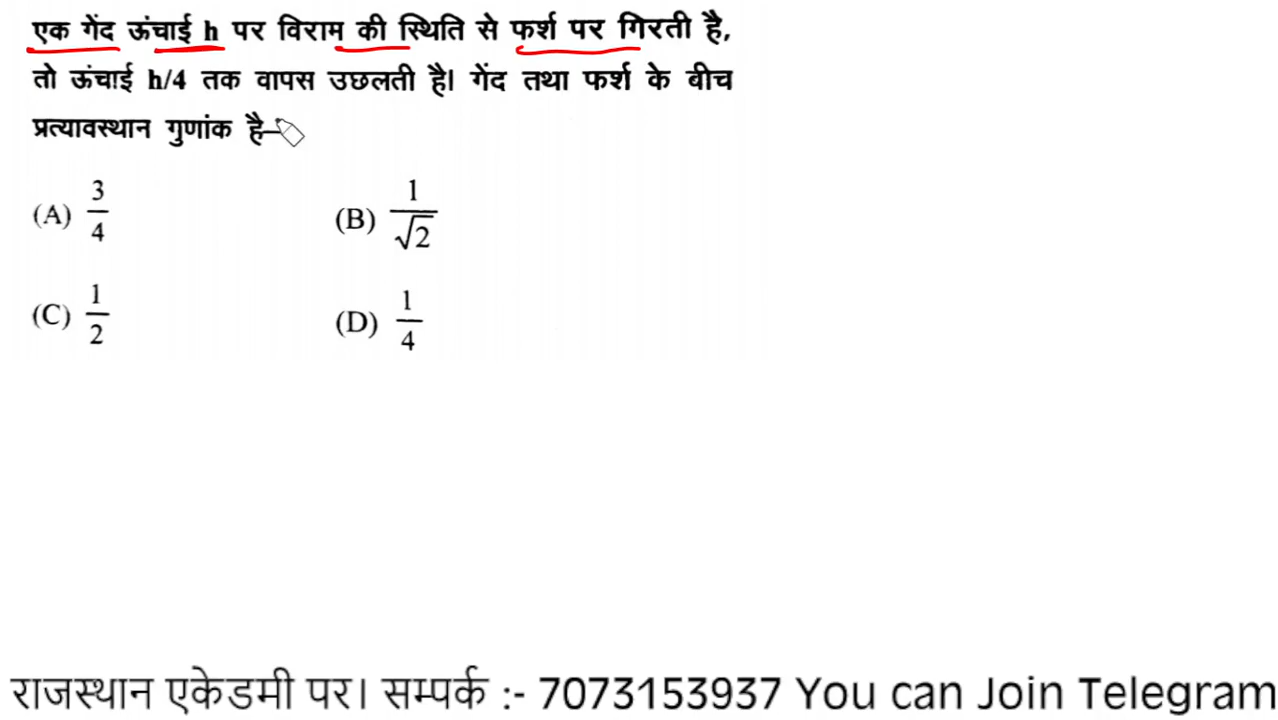 एक गेंद ऊंचाई h पर विराम की स्थिति से फर्श पर गिरती है,
तो ऊंचाई h/4 तक वापस उछलती है। गेंद तथा फर्श के बीच
प्रत्यावस्थान गुणांक है–
(A) 3/4 (B) 1/√2
(C) 1/2 (D) 1/4
राजस्थान एकेडमी पर। सम्पर्क :- 7073153937 You can Join Telegram